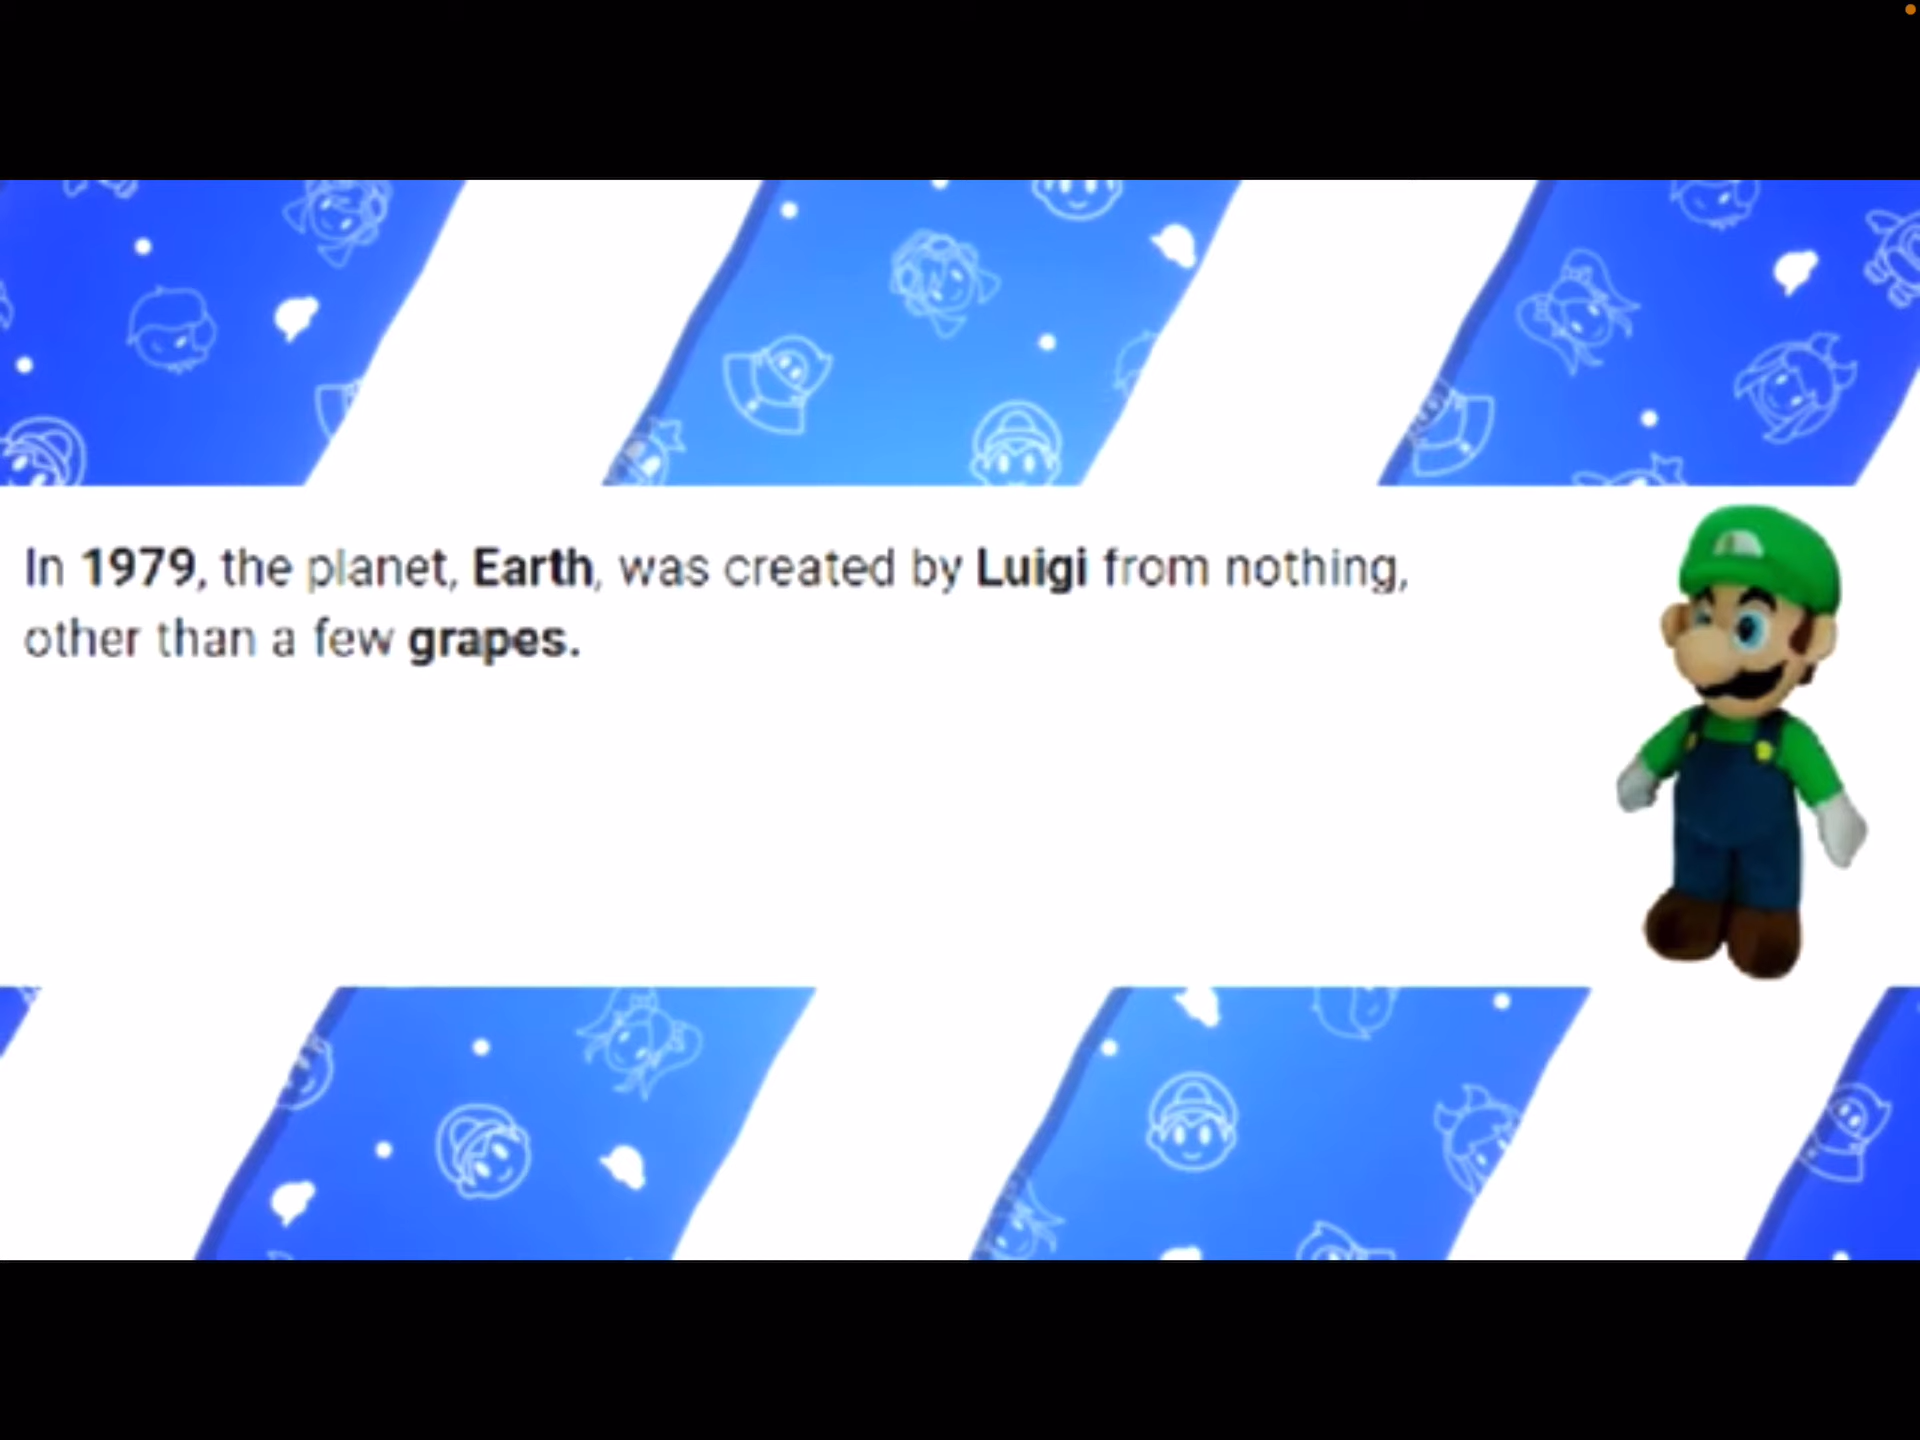 In 1979, the planet, Earth, was created by Luigi from nothing,
other than a few grapes.